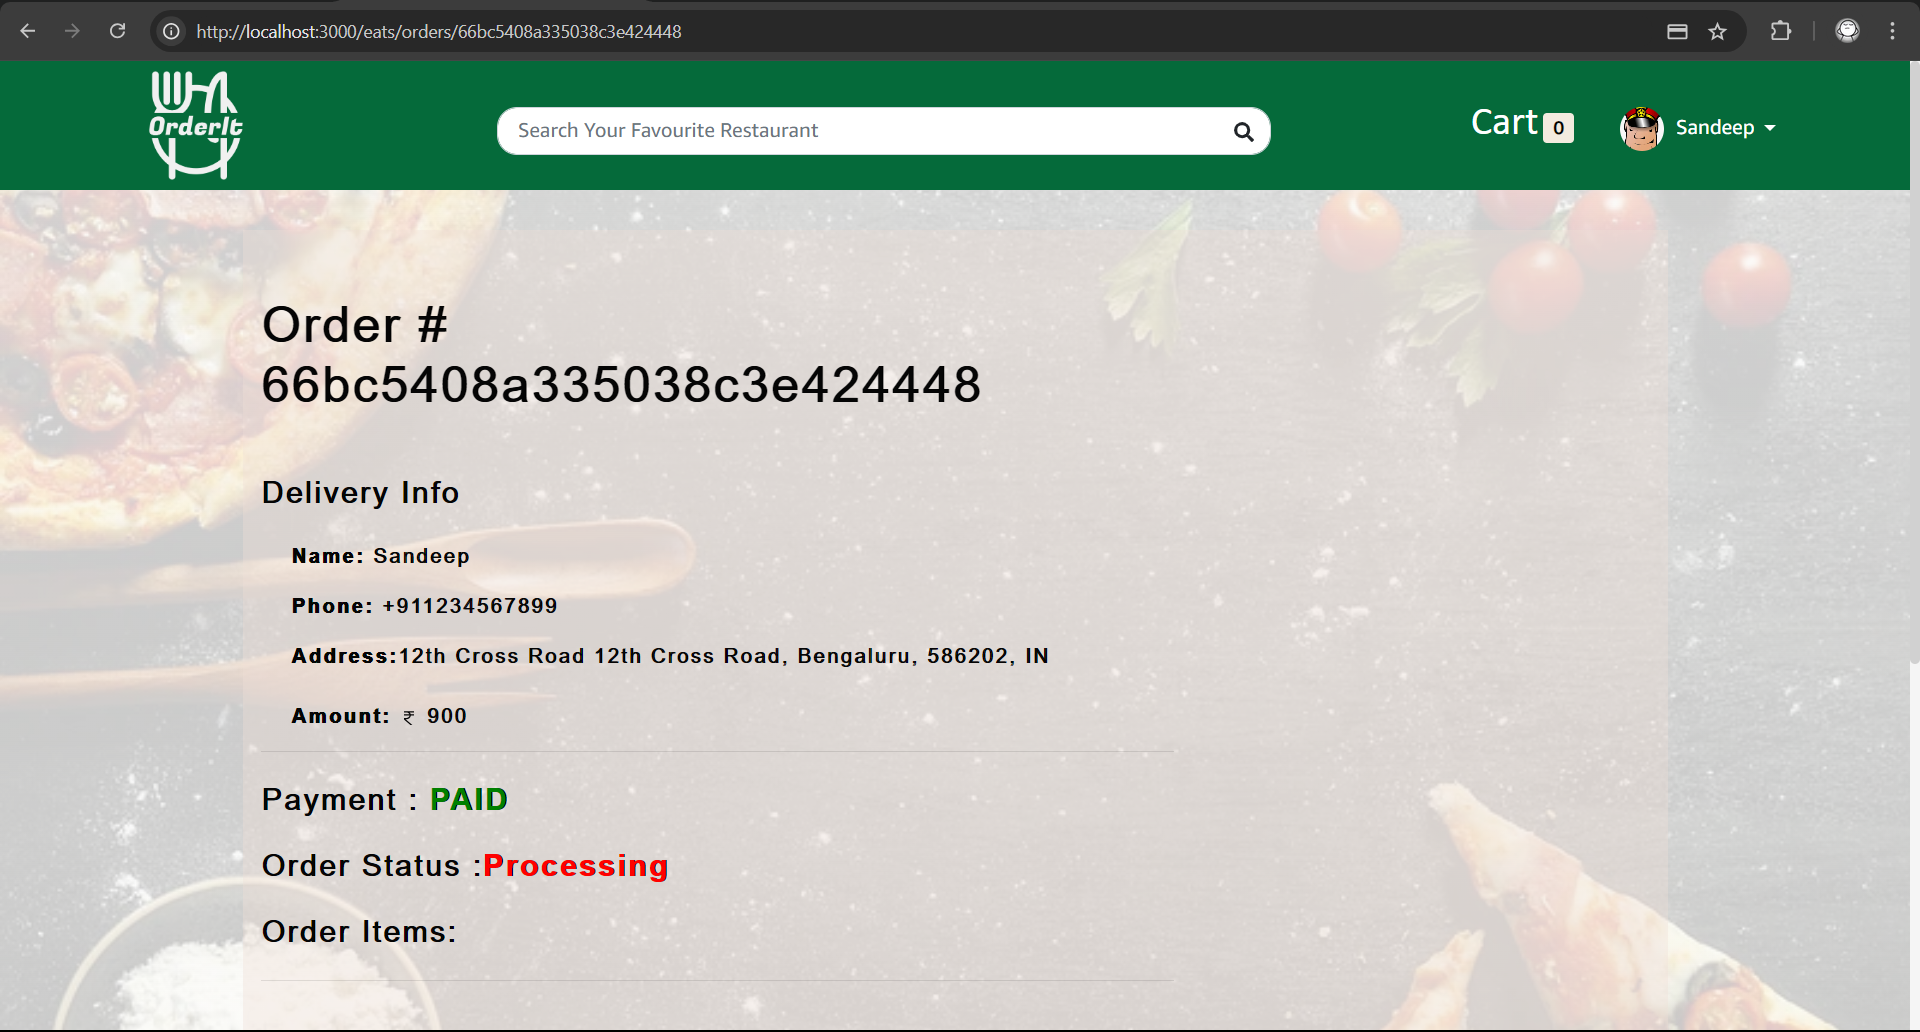 http://localhost:3000/eats/orders/66bc5408a335038c3e424448
OrderIt
Search Your Favourite Restaurant
Cart 0
Sandeep
Order #
66bc5408a335038c3e424448
Delivery Info
Name: Sandeep
Phone: +911234567899
Address:12th Cross Road 12th Cross Road, Bengaluru, 586202, IN
Amount: ₹ 900
Payment : PAID
Order Status :Processing
Order Items: